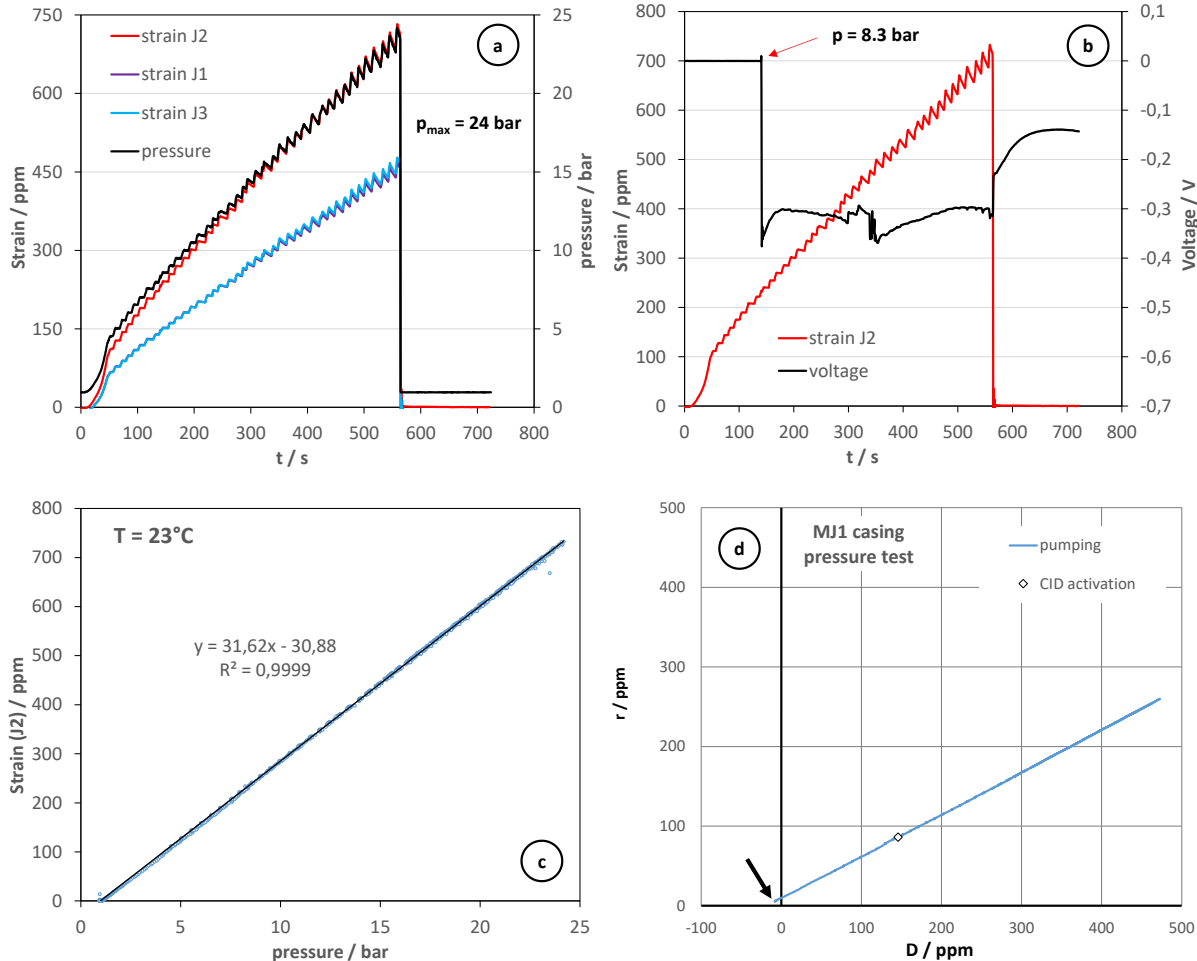 750
600
450
300
150
0
Strain / ppm
strain J2
strain J1
strain J3
pressure
a
pmax = 24 bar
25
20
15
10
5
0
pressure / bar
0 100 200 300 400 500 600 700 800
t / s
800
700
600
500
400
300
200
100
0
Strain / ppm
p = 8.3 bar
b
strain J2
voltage
0,1
0
-0,1
-0,2
-0,3
-0,4
-0,5
-0,6
-0,7
Voltage / V
0 100 200 300 400 500 600 700 800
t / s
800
700
600
500
400
300
200
100
0
Strain (J2) / ppm
T = 23°C
y = 31,62x - 30,88
R² = 0,9999
c
0 5 10 15 20 25
pressure / bar
500
400
300
200
100
0
r / ppm
d
MJ1 casing
pressure test
pumping
CID activation
-100 0 100 200 300 400 500
D / ppm